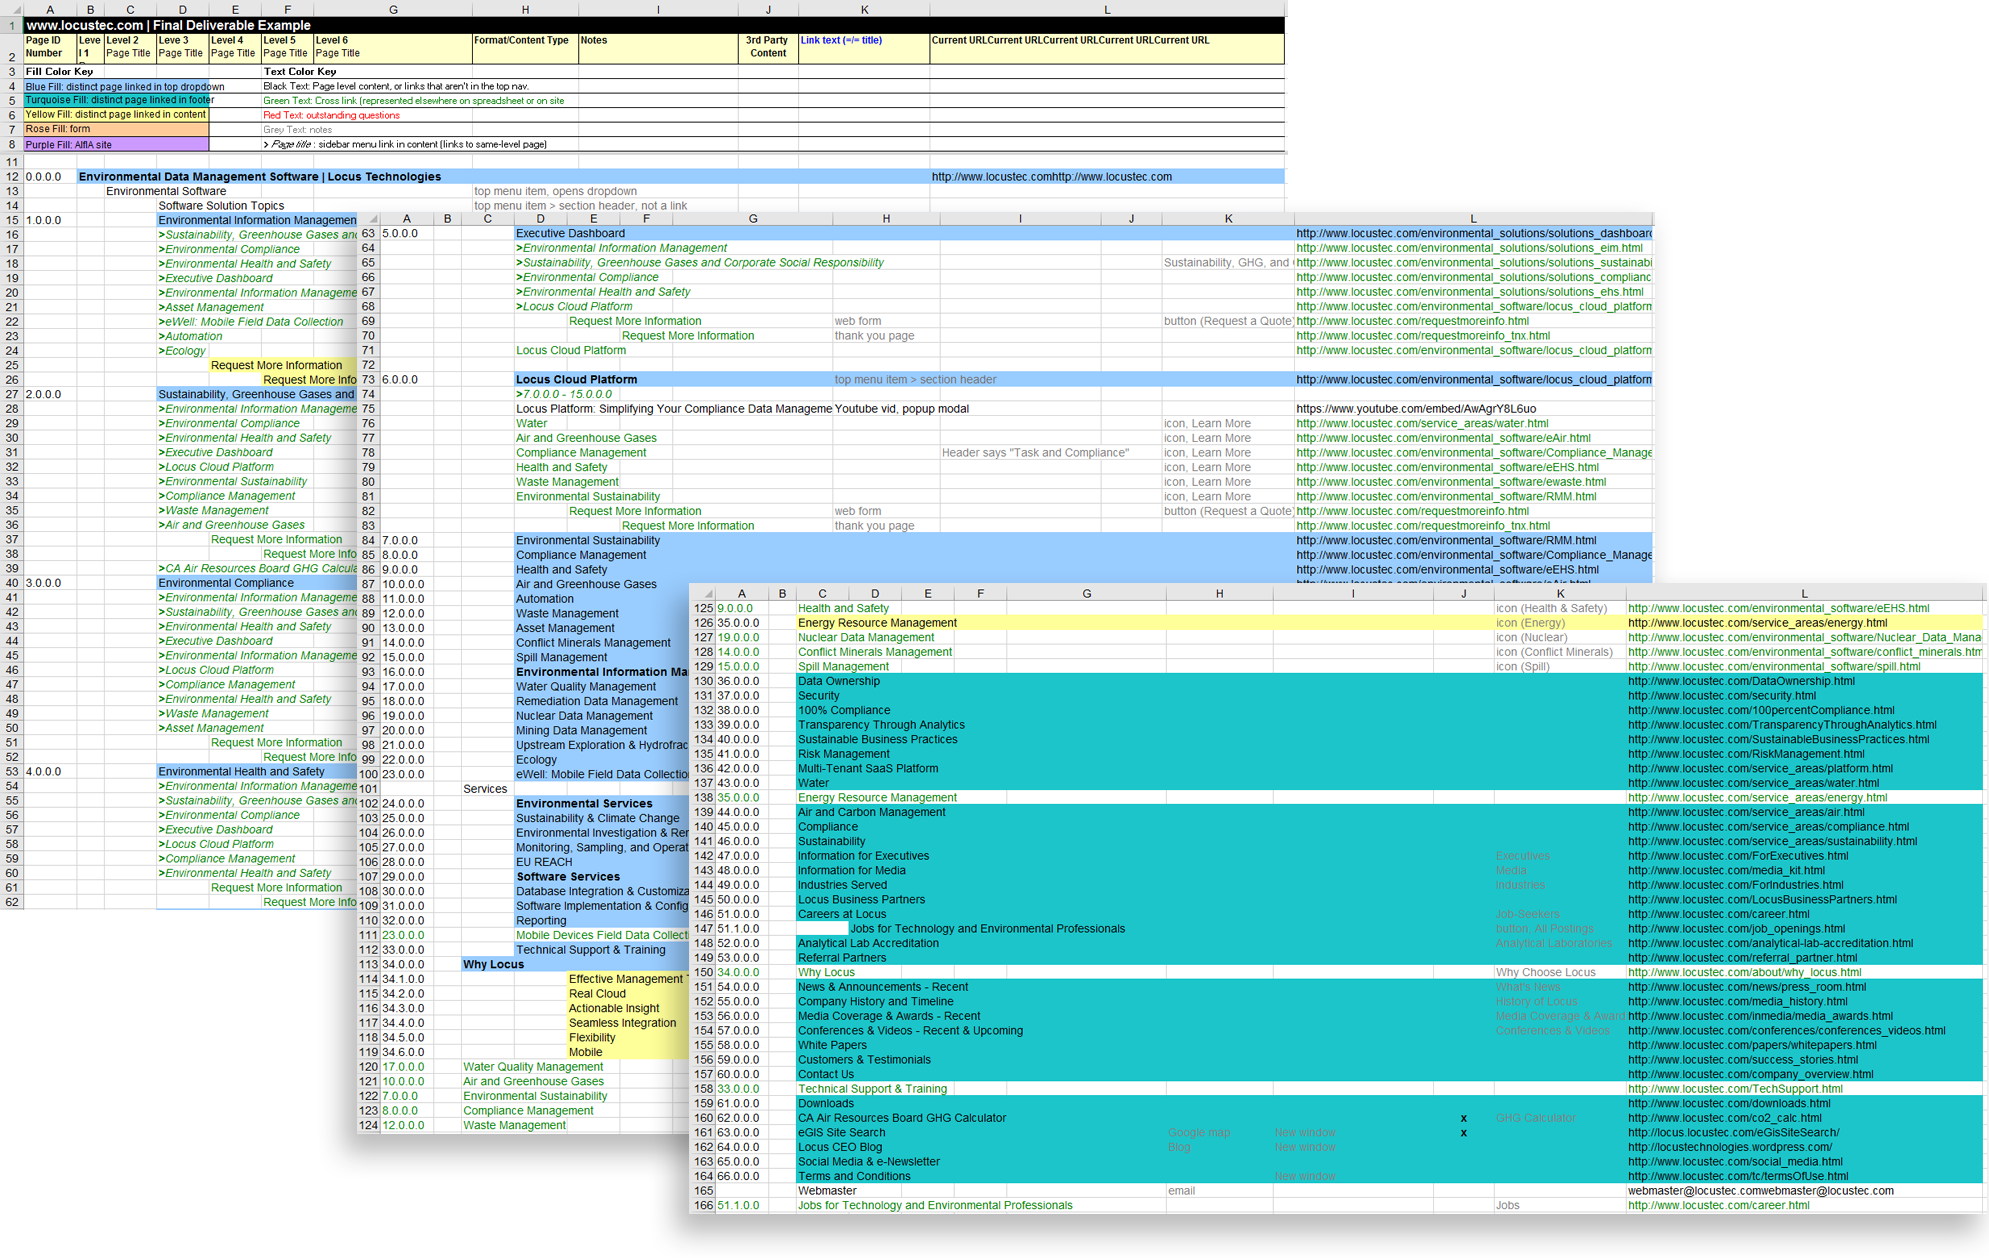 A B C D E F G H I J K L
1 www.locustec.com | Final Deliverable Example
Page ID Leve Level 2 Level 3 Level 4 Level 5 Level 6 Format/Content Type Notes 3rd Party Link text (=/= title) Current URLCurrent URLCurrent URLCurrent URLCurrent URL
2 Number l 1 Page Title Page Title Page Title Page Title Page Title Content
3 Fill Color Key Text Color Key
4 Blue Fill: distinct page linked in top dropdown Black Text: Page level content, or links that aren't in the top nav.
5 Turquoise Fill: distinct page linked in footer Green Text: Cross link (represented elsewhere on spreadsheet or on site
6 Yellow Fill: distinct page linked in content Red Text: outstanding questions
7 Rose Fill: form Grey Text: notes
8 Purple Fill: AIfIA site > Page title : sidebar menu link in content (links to same-level page)
11
12 0.0.0.0 Environmental Data Management Software | Locus Technologies http://www.locustec.comhttp://www.locustec.com
13 Environmental Software top menu item, opens dropdown
14 Software Solution Topics top menu item > section header, not a link
15 1.0.0.0 Environmental Information Managemen
16 >Sustainability, Greenhouse Gases and
17 >Environmental Compliance
18 >Environmental Health and Safety
19 >Executive Dashboard
20 >Environmental Information Manageme
21 >Asset Management
22 >eWell: Mobile Field Data Collection
23 >Automation
24 >Ecology
25 Request More Information
26 Request More Info
27 2.0.0.0 Sustainability, Greenhouse Gases and
28 >Environmental Information Manageme
29 >Environmental Compliance
30 >Environmental Health and Safety
31 >Executive Dashboard
32 >Locus Cloud Platform
33 >Environmental Sustainability
34 >Compliance Management
35 >Waste Management
36 >Air and Greenhouse Gases
37 Request More Information
38 Request More Info
39 >CA Air Resources Board GHG Calcula
40 3.0.0.0 Environmental Compliance
41 >Environmental Information Manageme
42 >Sustainability, Greenhouse Gases and
43 >Environmental Health and Safety
44 >Executive Dashboard
45 >Environmental Information Manageme
46 >Locus Cloud Platform
47 >Compliance Management
48 >Environmental Health and Safety
49 >Waste Management
50 >Asset Management
51 Request More Information
52 Request More Info
53 4.0.0.0 Environmental Health and Safety
54 >Environmental Information Manageme
55 >Sustainability, Greenhouse Gases and
56 >Environmental Compliance
57 >Executive Dashboard
58 >Locus Cloud Platform
59 >Compliance Management
60 >Environmental Health and Safety
61 Request More Information
62 Request More Info
A B C D E F G H I J K L
63 5.0.0.0 Executive Dashboard http://www.locustec.com/environmental_solutions/solutions_dashboard
64 >Environmental Information Management http://www.locustec.com/environmental_solutions/solutions_eim.html
65 >Sustainability, Greenhouse Gases and Corporate Social Responsibility Sustainability, GHG, and http://www.locustec.com/environmental_solutions/solutions_sustainabi
66 >Environmental Compliance http://www.locustec.com/environmental_solutions/solutions_complianc
67 >Environmental Health and Safety http://www.locustec.com/environmental_solutions/solutions_ehs.html
68 >Locus Cloud Platform http://www.locustec.com/environmental_software/locus_cloud_platform
69 Request More Information web form button (Request a Quote) http://www.locustec.com/requestmoreinfo.html
70 Request More Information thank you page http://www.locustec.com/requestmoreinfo_tnx.html
71 Locus Cloud Platform http://www.locustec.com/environmental_software/locus_cloud_platform
72
73 6.0.0.0 Locus Cloud Platform top menu item > section header http://www.locustec.com/environmental_software/locus_cloud_platform
74 >7.0.0.0 - 15.0.0.0
75 Locus Platform: Simplifying Your Compliance Data Manageme Youtube vid, popup modal https://www.youtube.com/embed/AwAgrY8L6uo
76 Water icon, Learn More http://www.locustec.com/service_areas/water.html
77 Air and Greenhouse Gases icon, Learn More http://www.locustec.com/environmental_software/eAir.html
78 Compliance Management Header says "Task and Compliance" icon, Learn More http://www.locustec.com/environmental_software/Compliance_Manage
79 Health and Safety icon, Learn More http://www.locustec.com/environmental_software/eEHS.html
80 Waste Management icon, Learn More http://www.locustec.com/environmental_software/ewaste.html
81 Environmental Sustainability icon, Learn More http://www.locustec.com/environmental_software/RMM.html
82 Request More Information web form button (Request a Quote) http://www.locustec.com/requestmoreinfo.html
83 Request More Information thank you page http://www.locustec.com/requestmoreinfo_tnx.html
84 7.0.0.0 Environmental Sustainability http://www.locustec.com/environmental_software/RMM.html
85 8.0.0.0 Compliance Management http://www.locustec.com/environmental_software/Compliance_Manage
86 9.0.0.0 Health and Safety http://www.locustec.com/environmental_software/eEHS.html
87 10.0.0.0 Air and Greenhouse Gases
88 11.0.0.0 Automation
89 12.0.0.0 Waste Management
90 13.0.0.0 Asset Management
91 14.0.0.0 Conflict Minerals Management
92 15.0.0.0 Spill Management
93 16.0.0.0 Environmental Information Ma
94 17.0.0.0 Water Quality Management
95 18.0.0.0 Remediation Data Management
96 19.0.0.0 Nuclear Data Management
97 20.0.0.0 Mining Data Management
98 21.0.0.0 Upstream Exploration & Hydrofrac
99 22.0.0.0 Ecology
100 23.0.0.0 eWell: Mobile Field Data Collectio
101 Services
102 24.0.0.0 Environmental Services
103 25.0.0.0 Sustainability & Climate Change
104 26.0.0.0 Environmental Investigation & Rer
105 27.0.0.0 Monitoring, Sampling, and Operat
106 28.0.0.0 EU REACH
107 29.0.0.0 Software Services
108 30.0.0.0 Database Integration & Customiza
109 31.0.0.0 Software Implementation & Config
110 32.0.0.0 Reporting
111 23.0.0.0 Mobile Devices Field Data Collecti
112 33.0.0.0 Technical Support & Training
113 34.0.0.0 Why Locus
114 34.1.0.0 Effective Management
115 34.2.0.0 Real Cloud
116 34.3.0.0 Actionable Insight
117 34.4.0.0 Seamless Integration
118 34.5.0.0 Flexibility
119 34.6.0.0 Mobile
120 17.0.0.0 Water Quality Management
121 10.0.0.0 Air and Greenhouse Gases
122 7.0.0.0 Environmental Sustainability
123 8.0.0.0 Compliance Management
124 12.0.0.0 Waste Management
A B C D E F G H I J K L
125 9.0.0.0 Health and Safety icon (Health & Safety) http://www.locustec.com/environmental_software/eEHS.html
126 35.0.0.0 Energy Resource Management icon (Energy) http://www.locustec.com/service_areas/energy.html
127 19.0.0.0 Nuclear Data Management icon (Nuclear) http://www.locustec.com/environmental_software/Nuclear_Data_Mana
128 14.0.0.0 Conflict Minerals Management icon (Conflict Minerals) http://www.locustec.com/environmental_software/conflict_minerals.htm
129 15.0.0.0 Spill Management icon (Spill) http://www.locustec.com/environmental_software/spill.html
130 36.0.0.0 Data Ownership http://www.locustec.com/DataOwnership.html
131 37.0.0.0 Security http://www.locustec.com/security.html
132 38.0.0.0 100% Compliance http://www.locustec.com/100percentCompliance.html
133 39.0.0.0 Transparency Through Analytics http://www.locustec.com/TransparencyThroughAnalytics.html
134 40.0.0.0 Sustainable Business Practices http://www.locustec.com/SustainableBusinessPractices.html
135 41.0.0.0 Risk Management http://www.locustec.com/RiskManagement.html
136 42.0.0.0 Multi-Tenant SaaS Platform http://www.locustec.com/service_areas/platform.html
137 43.0.0.0 Water http://www.locustec.com/service_areas/water.html
138 35.0.0.0 Energy Resource Management http://www.locustec.com/service_areas/energy.html
139 44.0.0.0 Air and Carbon Management http://www.locustec.com/service_areas/air.html
140 45.0.0.0 Compliance http://www.locustec.com/service_areas/compliance.html
141 46.0.0.0 Sustainability http://www.locustec.com/service_areas/sustainability.html
142 47.0.0.0 Information for Executives Executives http://www.locustec.com/ForExecutives.html
143 48.0.0.0 Information for Media Media http://www.locustec.com/media_kit.html
144 49.0.0.0 Industries Served Industries http://www.locustec.com/ForIndustries.html
145 50.0.0.0 Locus Business Partners http://www.locustec.com/LocusBusinessPartners.html
146 51.0.0.0 Careers at Locus Job-Seekers http://www.locustec.com/career.html
147 51.1.0.0 Jobs for Technology and Environmental Professionals button, All Postings http://www.locustec.com/job_openings.html
148 52.0.0.0 Analytical Lab Accreditation Analytical Laboratories http://www.locustec.com/analytical-lab-accreditation.html
149 53.0.0.0 Referral Partners http://www.locustec.com/referral_partner.html
150 34.0.0.0 Why Locus Why Choose Locus http://www.locustec.com/about/why_locus.html
151 54.0.0.0 News & Announcements - Recent What's News http://www.locustec.com/news/press_room.html
152 55.0.0.0 Company History and Timeline History of Locus http://www.locustec.com/media_history.html
153 56.0.0.0 Media Coverage & Awards - Recent Media Coverage & Award http://www.locustec.com/inmedia/media_awards.html
154 57.0.0.0 Conferences & Videos - Recent & Upcoming Conferences & Videos http://www.locustec.com/conferences/conferences_videos.html
155 58.0.0.0 White Papers http://www.locustec.com/papers/whitepapers.html
156 59.0.0.0 Customers & Testimonials http://www.locustec.com/success_stories.html
157 60.0.0.0 Contact Us http://www.locustec.com/company_overview.html
158 33.0.0.0 Technical Support & Training http://www.locustec.com/TechSupport.html
159 61.0.0.0 Downloads http://www.locustec.com/downloads.html
160 62.0.0.0 CA Air Resources Board GHG Calculator x GHG Calculator http://www.locustec.com/co2_calc.html
161 63.0.0.0 eGIS Site Search Google map New window x http://locus.locustec.com/eGisSiteSearch/
162 64.0.0.0 Locus CEO Blog Blog New window http://locustechnologies.wordpress.com/
163 65.0.0.0 Social Media & e-Newsletter http://www.locustec.com/social_media.html
164 66.0.0.0 Terms and Conditions New window http://www.locustec.com/tc/termsOfUse.html
165 Webmaster email webmaster@locustec.comwebmaster@locustec.com
166 51.1.0.0 Jobs for Technology and Environmental Professionals Jobs http://www.locustec.com/career.html